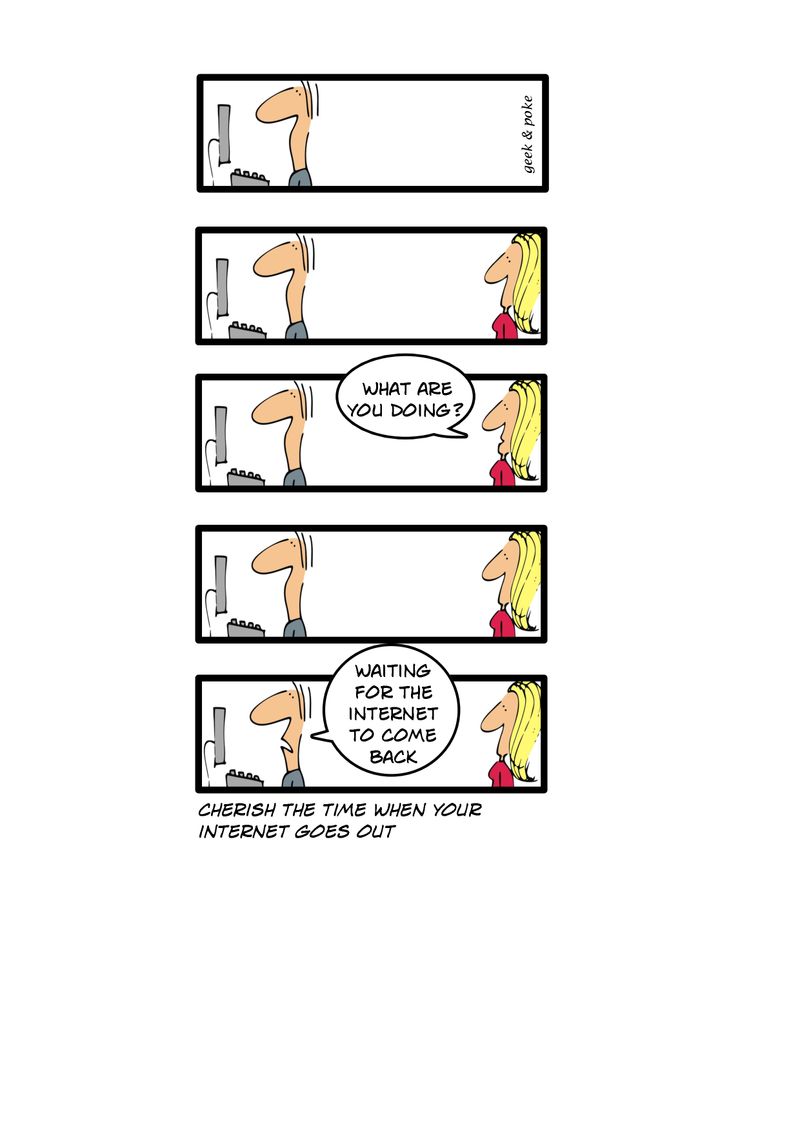 geek & poke
WHAT ARE
YOU DOING?
WAITING
FOR THE
INTERNET
TO COME
BACK
CHERISH THE TIME WHEN YOUR
INTERNET GOES OUT